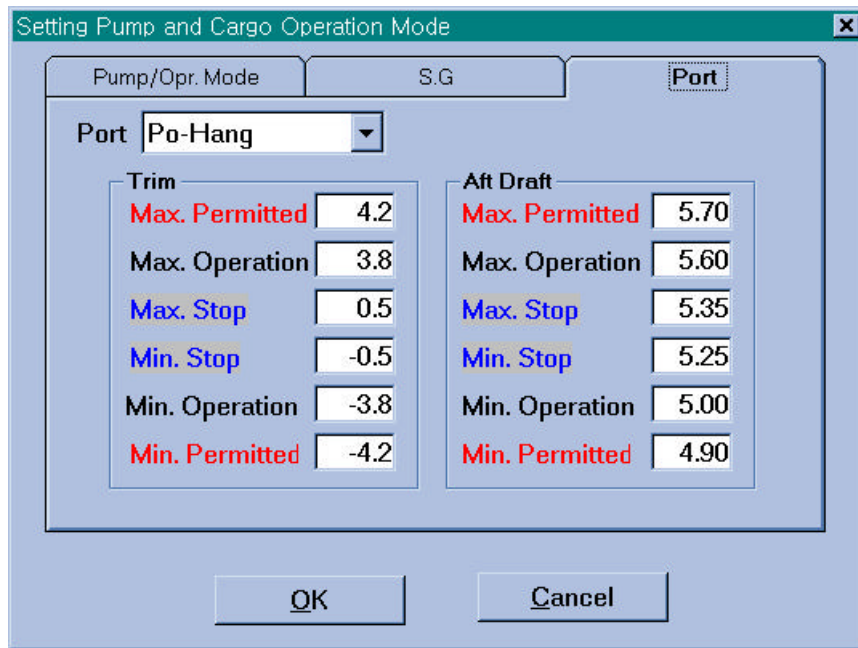 Setting Pump and Cargo Operation Mode
Pump/Opr. Mode S.G Port
Port Po-Hang
Trim Aft Draft
Max. Permitted 4.2 Max. Permitted 5.70
Max. Operation 3.8 Max. Operation 5.60
Max. Stop 0.5 Max. Stop 5.35
Min. Stop -0.5 Min. Stop 5.25
Min. Operation -3.8 Min. Operation 5.00
Min. Permitted -4.2 Min. Permitted 4.90
OK Cancel